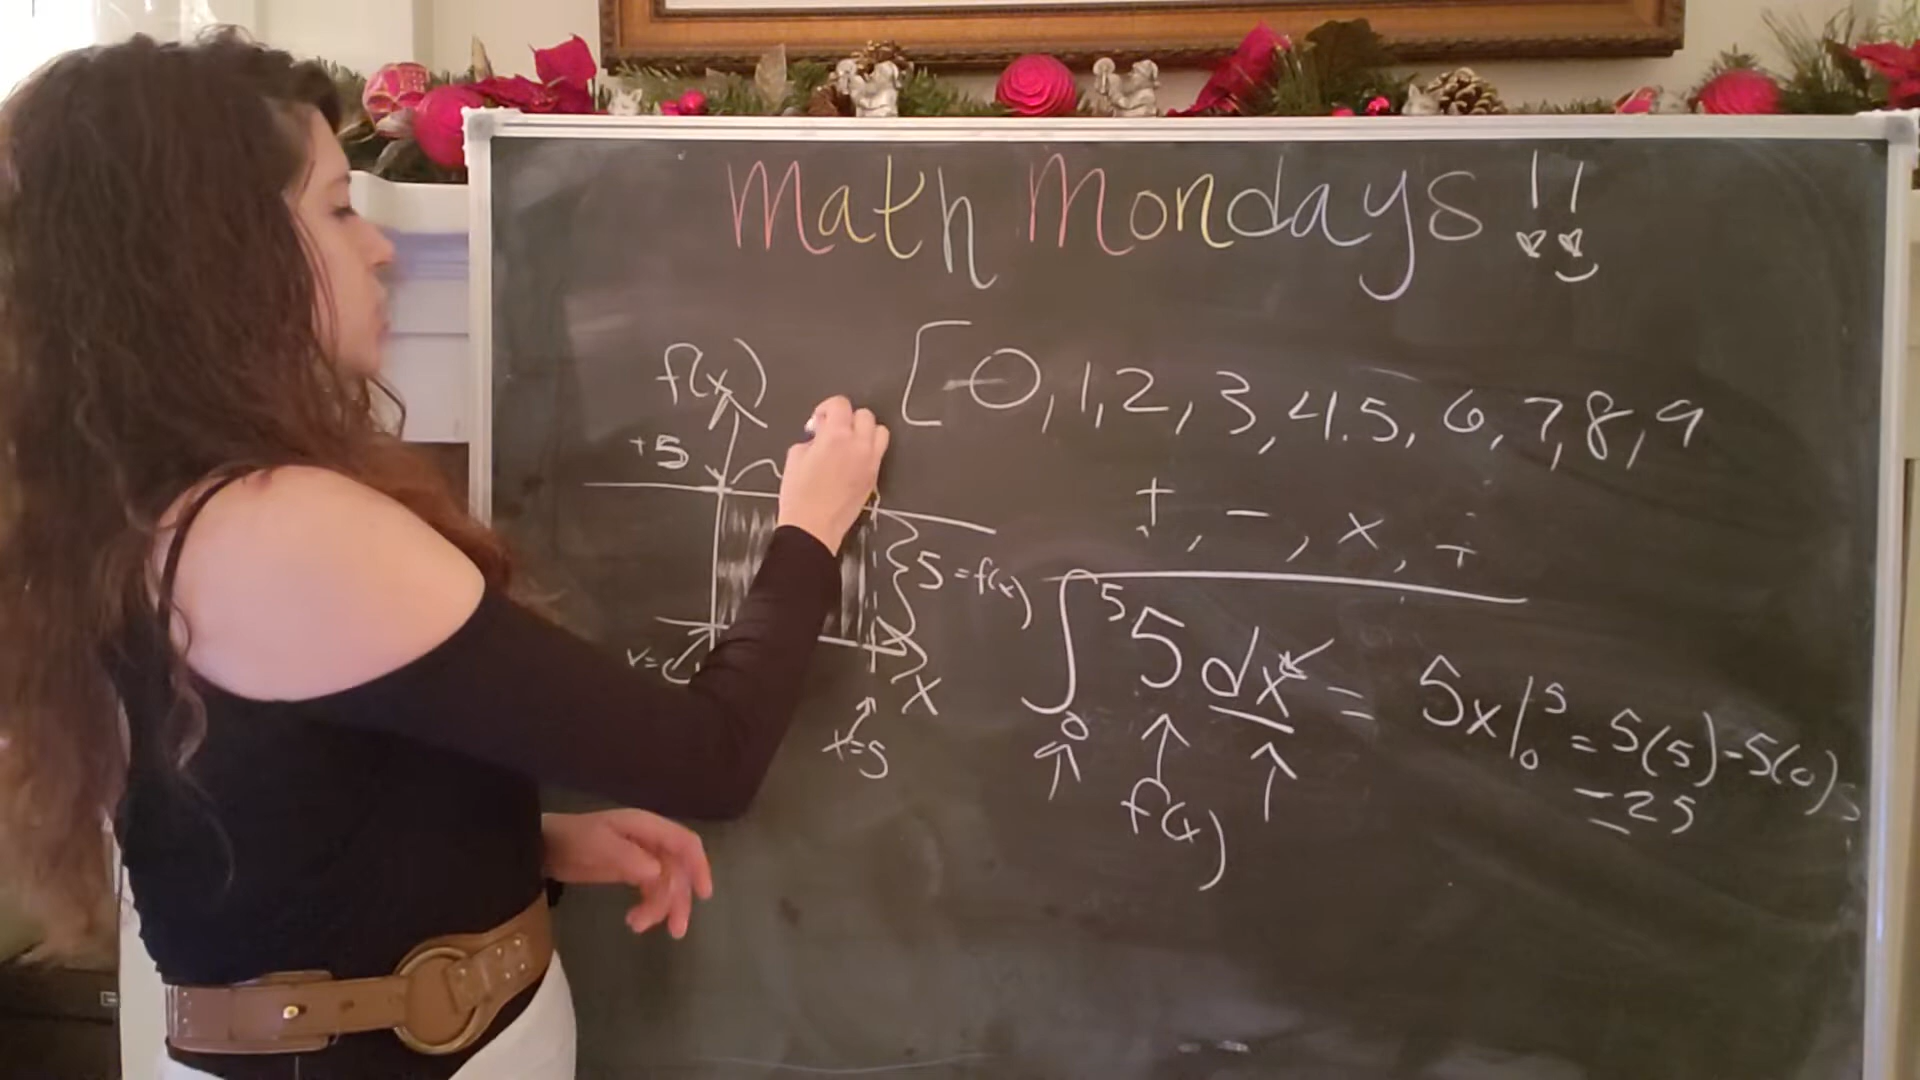 Math Mondays!!
f(x)
[-0, 1, 2, 3, 4.5, 6, 7, 8, 9
+5
+, -, x, ÷
5 = f(x)
∫₀⁵ 5 dx = 5x|₀⁵ = 5(5)-5(0)
= 25
x
x=5
f(x)